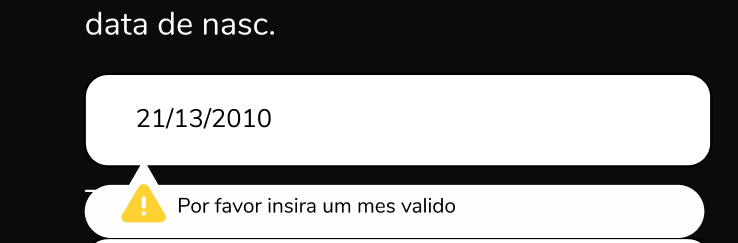 data de nasc.
21/13/2010
Por favor insira um mes valido